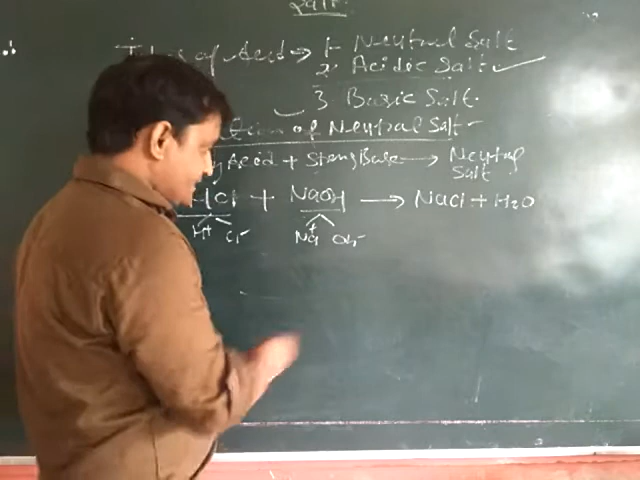 Salt
of Acid → 1- Neutral Salt
2. Acidic Salt. ✓
3 Basic Salt.
ation of Neutral Salt -
y Acid + Strong Base → Neutral
Salt
HCl + NaOH → NaCl + H2O
H+ Cl- Na+ OH-